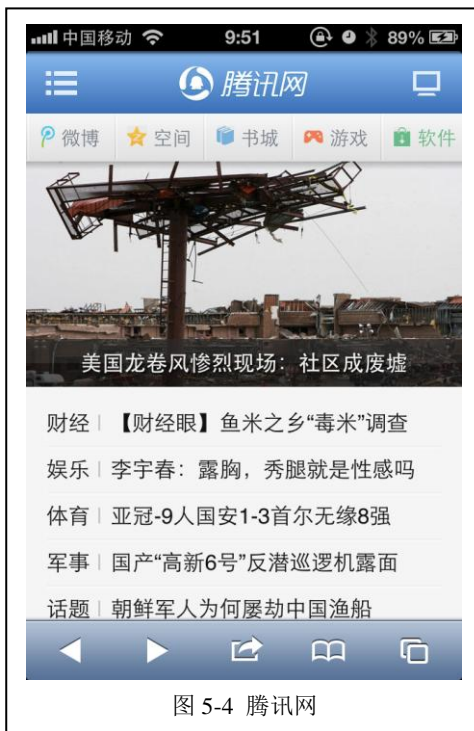 中国移动 9:51 89%
腾讯网
微博 空间 书城 游戏 软件
美国龙卷风惨烈现场：社区成废墟
财经 【财经眼】鱼米之乡“毒米”调查
娱乐 李宇春：露胸，秀腿就是性感吗
体育 亚冠-9人国安1-3首尔无缘8强
军事 国产“高新6号”反潜巡逻机露面
话题 朝鲜军人为何屡劫中国渔船
图 5-4 腾讯网